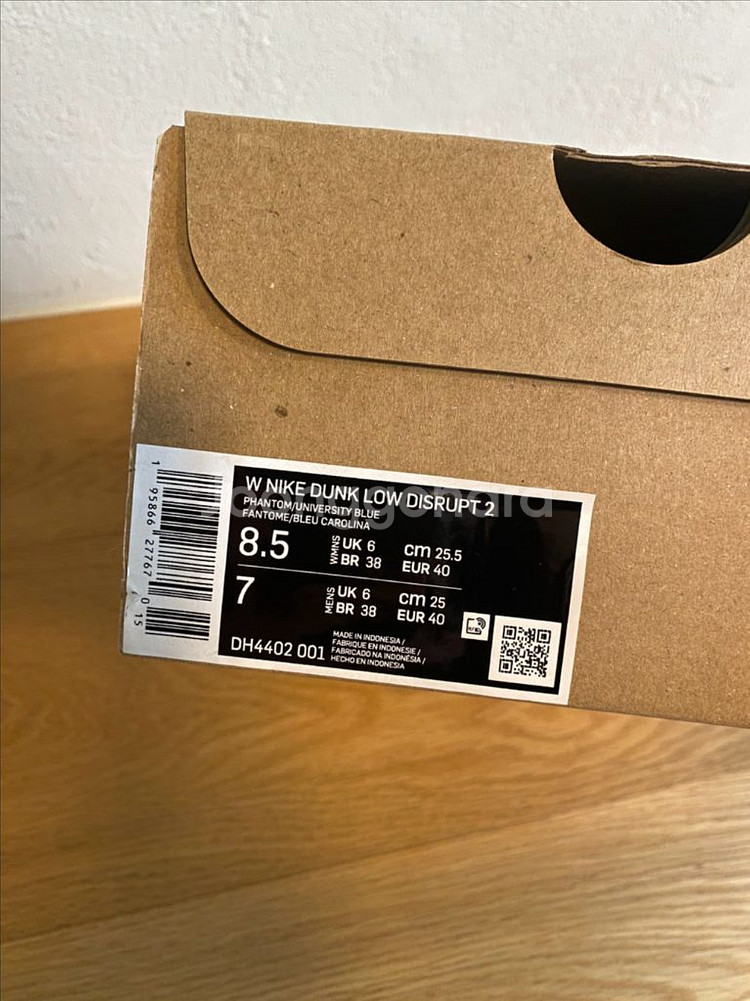 W NIKE DUNK LOW DISRUPT 2
PHANTOM/UNIVERSITY BLUE
FANTOME/BLEU CAROLINA
8.5 WMNS UK 6 cm 25.5
BR 38 EUR 40
7 MENS UK 6 cm 25
BR 38 EUR 40
DH4402 001
MADE IN INDONESIA /
FABRIQUE EN INDONESIE /
FABRICADO NA INDONÉSIA /
HECHO EN INDONESIA
1 95866 27767 0 15